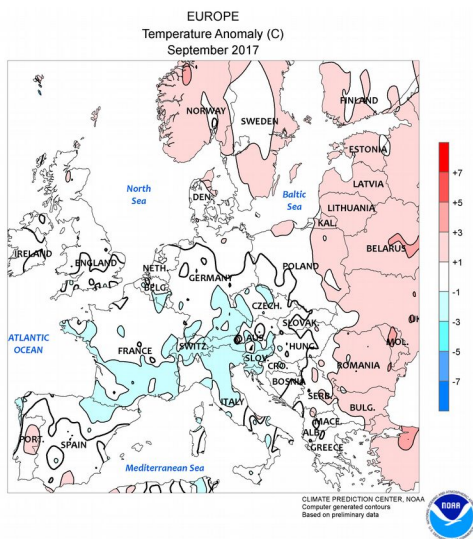 EUROPE
Temperature Anomaly (C)
September 2017
NORWAY
SWEDEN
FINLAND
ESTONIA
North
Sea
Baltic
Sea
DEN.
LATVIA
LITHUANIA
KAL.
BELARUS
IRELAND
ENGLAND
NETH.
BELG.
GERMANY
POLAND
CZECH.
SLOVAK.
ATLANTIC
OCEAN
FRANCE
SWITZ.
AUS.
HUNG.
SLOV.
CRO.
MOL.
ROMANIA
BOSNIA
SERB.
ITALY
BULG.
MACE.
ALB.
GREECE
PORT.
SPAIN
Mediterranean Sea
+7
+5
+3
+1
-1
-3
-5
-7
CLIMATE PREDICTION CENTER, NOAA
Computer generated contours
Based on preliminary data
NOAA